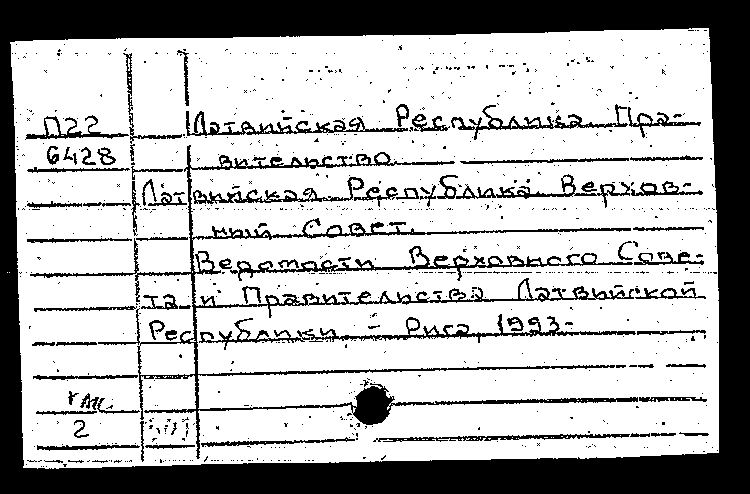 П22 Латвийская Республика. Пра-
6428 вительство.
Латвийская Республика. Верхов-
ный Совет.
Ведомости Верховного Сове-
та и Правительства Латвийской
Республики. - Рига, 1993-
2